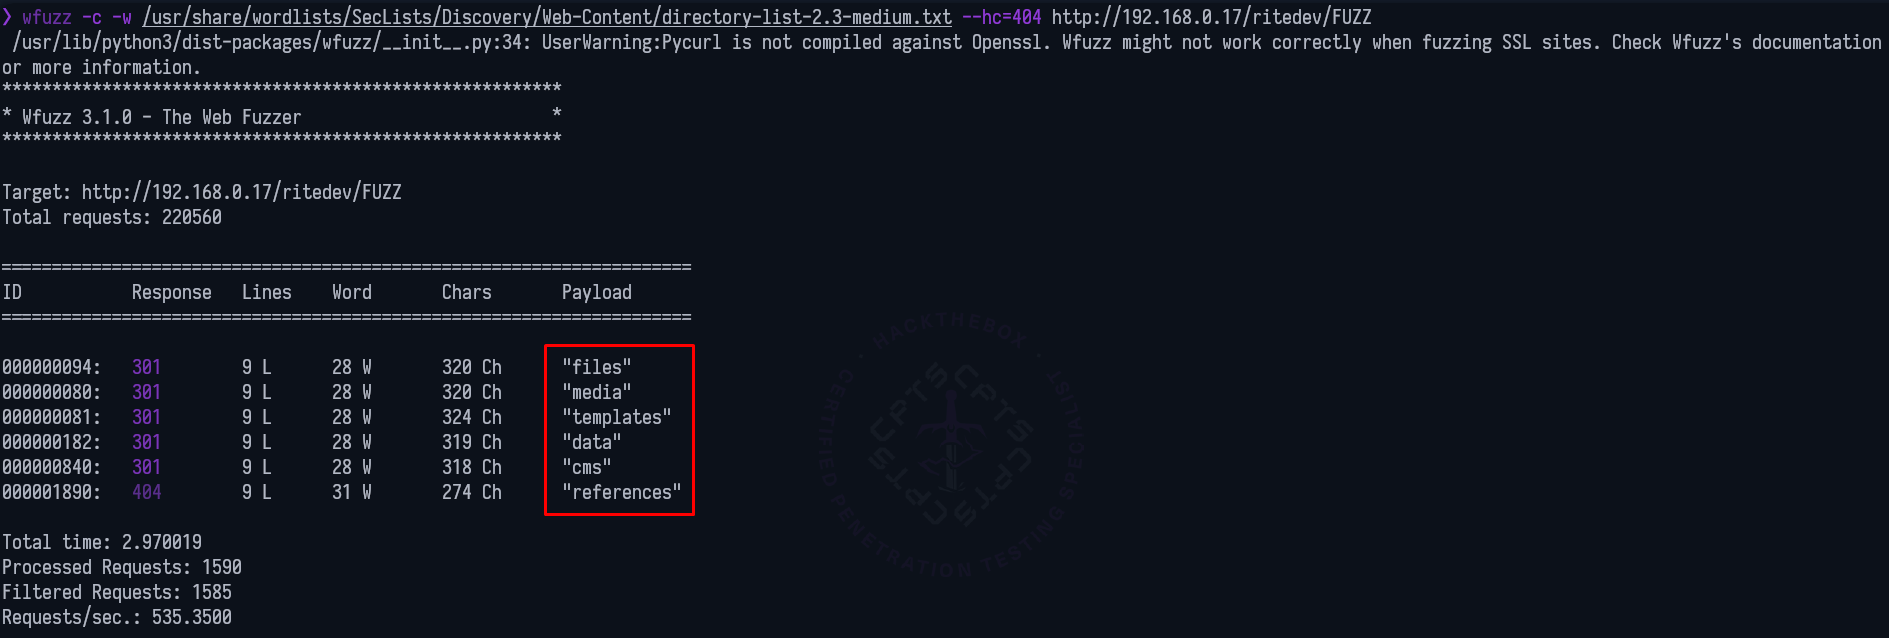 ❯ wfuzz -c -w /usr/share/wordlists/SecLists/Discovery/Web-Content/directory-list-2.3-medium.txt --hc=404 http://192.168.0.17/ritedev/FUZZ
/usr/lib/python3/dist-packages/wfuzz/__init__.py:34: UserWarning:Pycurl is not compiled against Openssl. Wfuzz might not work correctly when fuzzing SSL sites. Check Wfuzz's documentation
or more information.
********************************************************
* Wfuzz 3.1.0 - The Web Fuzzer                         *
********************************************************
Target: http://192.168.0.17/ritedev/FUZZ
Total requests: 220560
=====================================================================
ID           Response   Lines    Word       Chars       Payload
=====================================================================
000000094:   301        9 L      28 W       320 Ch      "files"
000000080:   301        9 L      28 W       320 Ch      "media"
000000081:   301        9 L      28 W       324 Ch      "templates"
000000182:   301        9 L      28 W       319 Ch      "data"
000000840:   301        9 L      28 W       318 Ch      "cms"
000001890:   404        9 L      31 W       274 Ch      "references"
Total time: 2.970019
Processed Requests: 1590
Filtered Requests: 1585
Requests/sec.: 535.3500
HACKTHEBOX
CERTIFIED PENETRATION TESTING SPECIALIST
CPTS CPTS CPTS CPTS